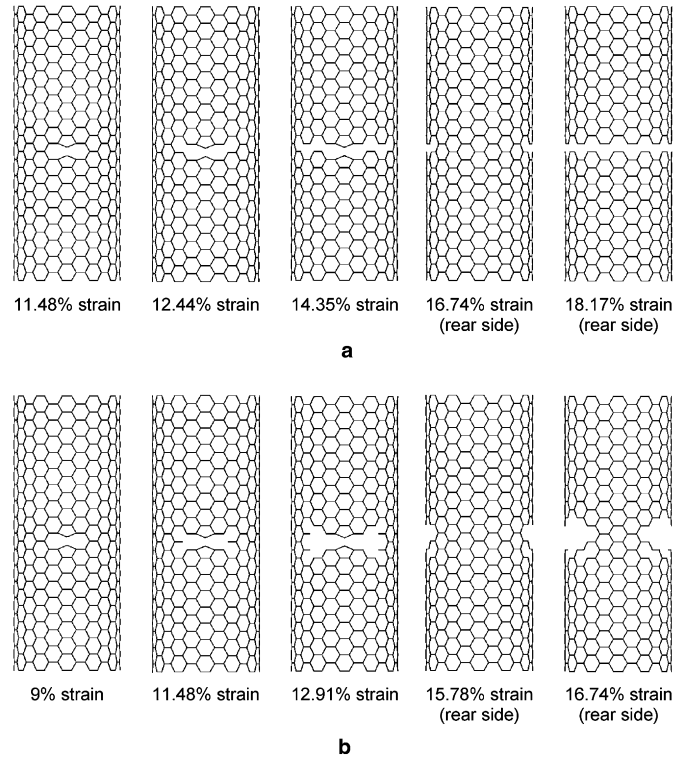 11.48% strain 12.44% strain 14.35% strain 16.74% strain 18.17% strain
(rear side) (rear side)
a
9% strain 11.48% strain 12.91% strain 15.78% strain 16.74% strain
(rear side) (rear side)
b